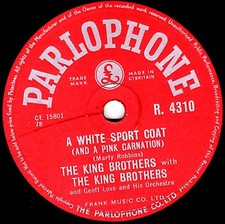 PARLOPHONE
TRADE MARK
MADE IN GT BRITAIN
CE 15801
78
R. 4310
A WHITE SPORT COAT
(AND A PINK CARNATION)
(Marty Robbins)
THE KING BROTHERS with
THE KING BROTHERS
and Geoff Love and His Orchestra
FRANK MUSIC CO. LTD.
THE PARLOPHONE CO. LTD.